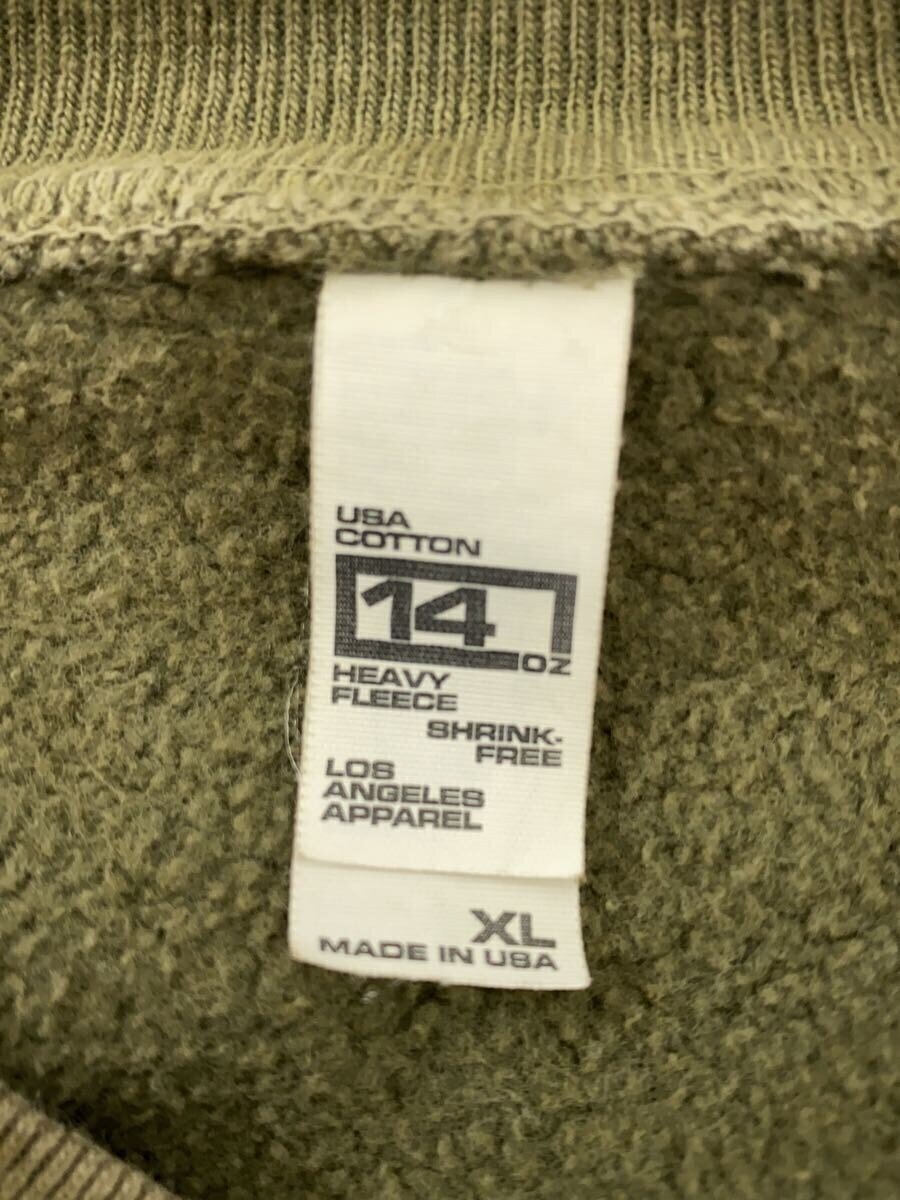 USA
COTTON
14
OZ
HEAVY
FLEECE
SHRINK-
FREE
LOS
ANGELES
APPAREL
XL
MADE IN USA